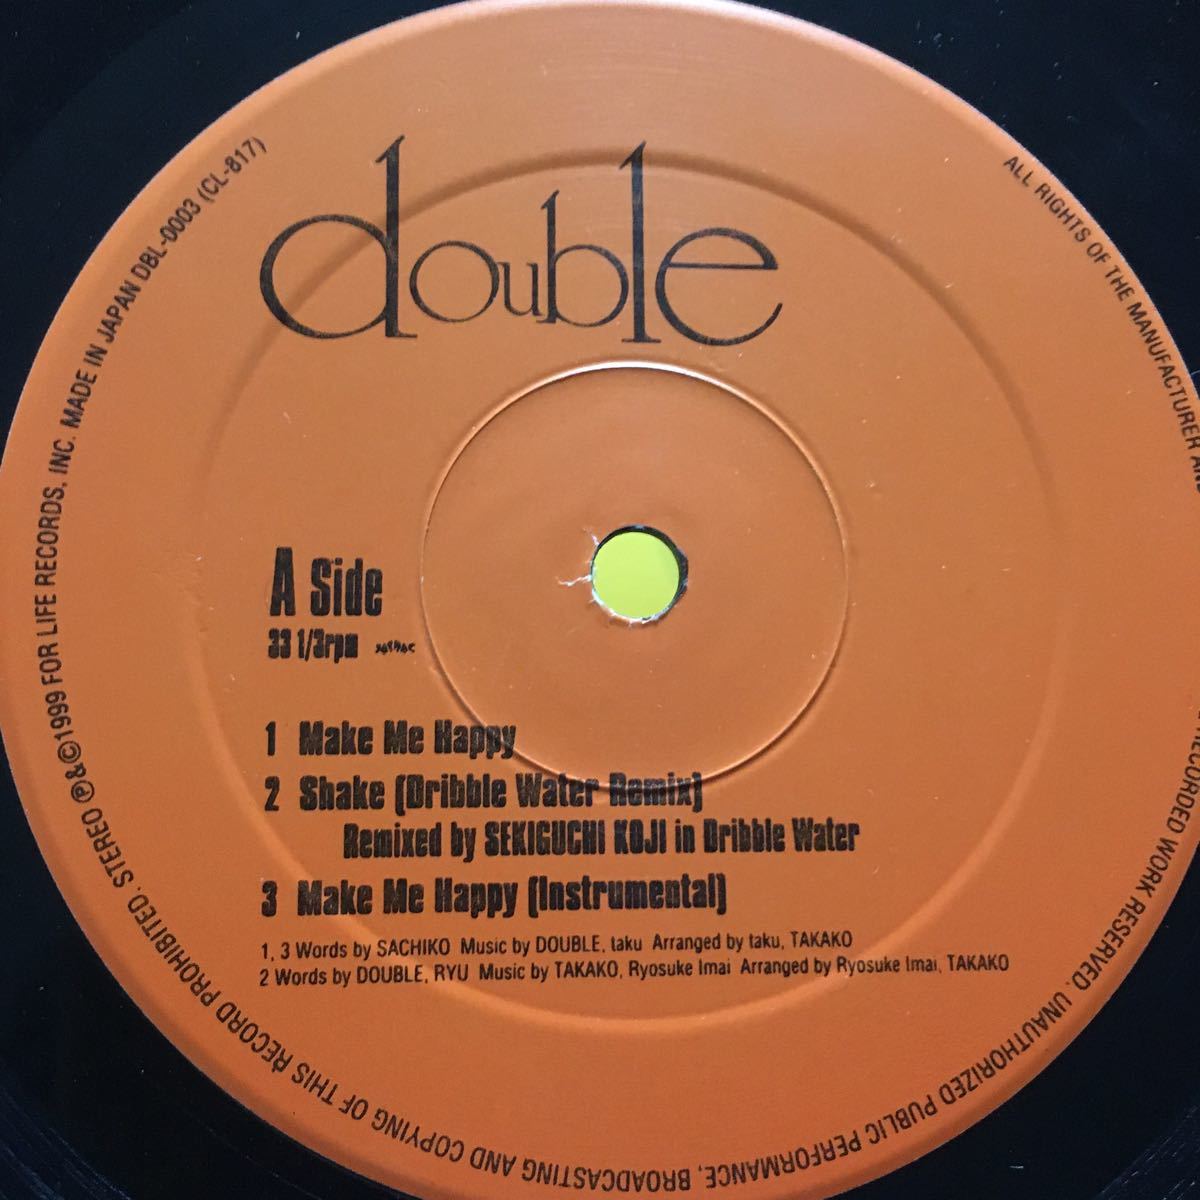 double
A Side
33 1/3rpm
1 Make Me Happy
2 Shake (Dribble Water Remix)
Remixed by SEKIGUCHI KOJI in Dribble Water
3 Make Me Happy (Instrumental)
1, 3 Words by SACHIKO Music by DOUBLE, taku Arranged by taku, TAKAKO
2 Words by DOUBLE, RYU Music by TAKAKO, Ryosuke Imai Arranged by Ryosuke Imai, TAKAKO
ALL RIGHTS OF THE MANUFACTURER AND RECORDED WORK RESERVED. UNAUTHORIZED PUBLIC PERFORMANCE, BROADCASTING AND COPYING OF THIS RECORD PROHIBITED. STEREO ℗&©1999 FOR LIFE RECORDS, INC. MADE IN JAPAN DBL-0003 (CL-817)